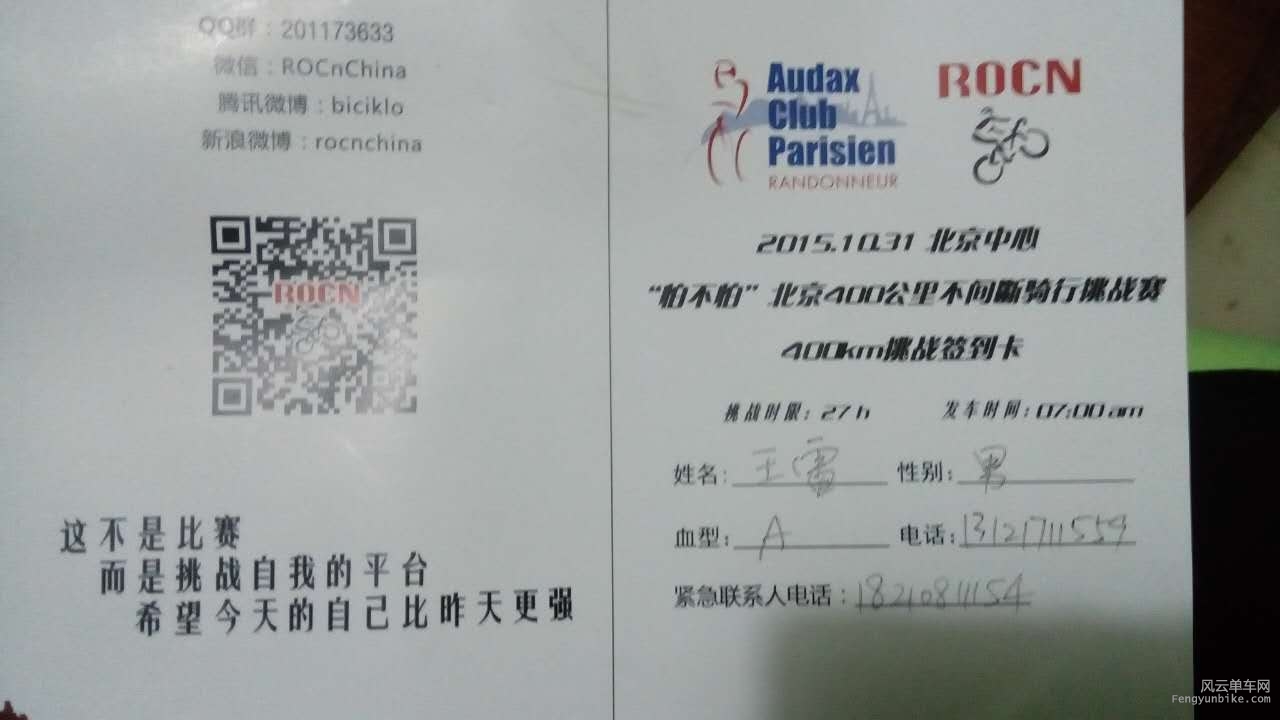 QQ群：201173633
微信：ROCnChina
腾讯微博：biciklo
新浪微博：rocnchina
ROCN
这不是比赛
而是挑战自我的平台
希望今天的自己比昨天更强
Audax
Club
Parisien
RANDONNEUR
ROCN
2015.10.31 北京中心
“怕不怕”北京400公里不间断骑行挑战赛
400km挑战签到卡
挑战时限：27h 发车时间：07:00am
姓名：王雷 性别：男
血型：A 电话：13121711559
紧急联系人电话：18210811154
风云单车网
Fengyunbike.com